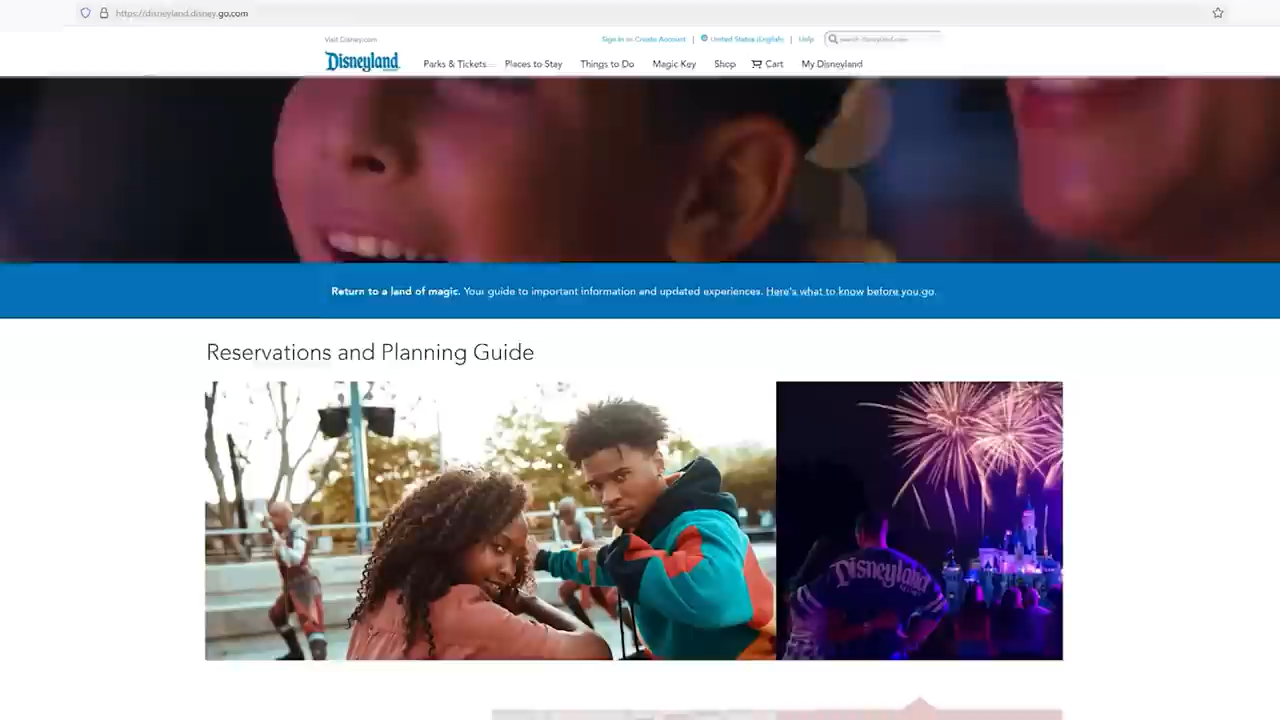 https://disneyland.disney.go.com
Visit Disney.com
Sign In or Create Account | United States (English) | Help
search disneyland.com
Disneyland
Parks & Tickets
Places to Stay
Things to Do
Magic Key
Shop
Cart
My Disneyland
Return to a land of magic. Your guide to important information and updated experiences. Here's what to know before you go.
Reservations and Planning Guide
Disneyland